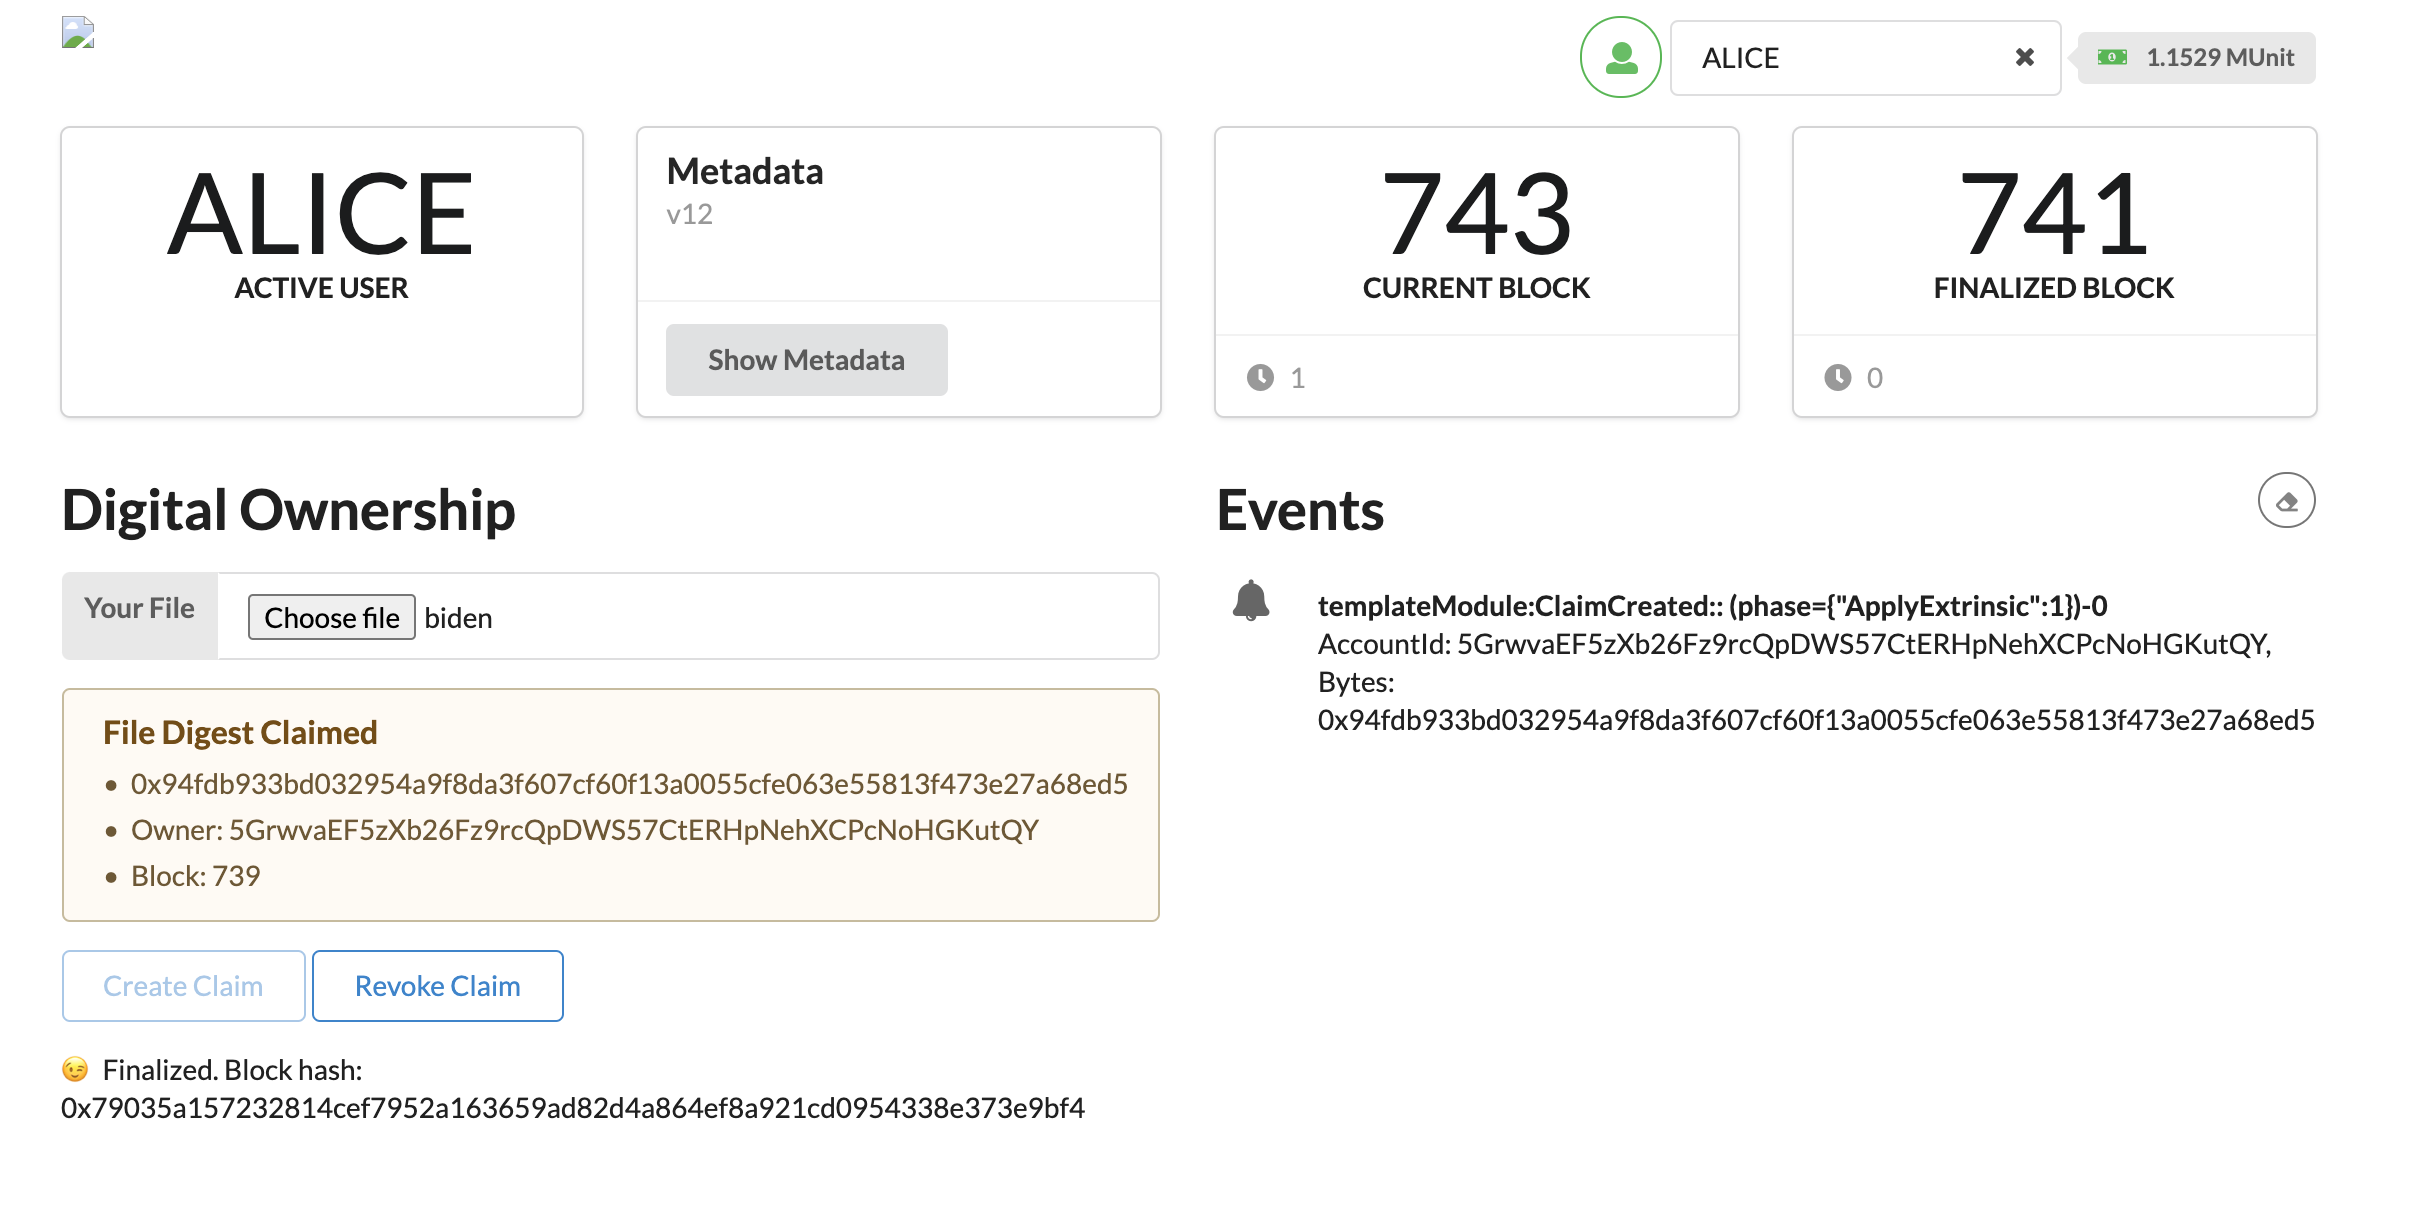 ALICE
1.1529 MUnit
ALICE
ACTIVE USER
Metadata
v12
Show Metadata
743
CURRENT BLOCK
1
741
FINALIZED BLOCK
0
Digital Ownership
Your File
Choose file biden
File Digest Claimed
0x94fdb933bd032954a9f8da3f607cf60f13a0055cfe063e55813f473e27a68ed5
Owner: 5GrwvaEF5zXb26Fz9rcQpDWS57CtERHpNehXCPcNoHGKutQY
Block: 739
Create Claim
Revoke Claim
😉 Finalized. Block hash:
0x79035a157232814cef7952a163659ad82d4a864ef8a921cd0954338e373e9bf4
Events
templateModule:ClaimCreated:: (phase={"ApplyExtrinsic":1})-0
AccountId: 5GrwvaEF5zXb26Fz9rcQpDWS57CtERHpNehXCPcNoHGKutQY,
Bytes:
0x94fdb933bd032954a9f8da3f607cf60f13a0055cfe063e55813f473e27a68ed5